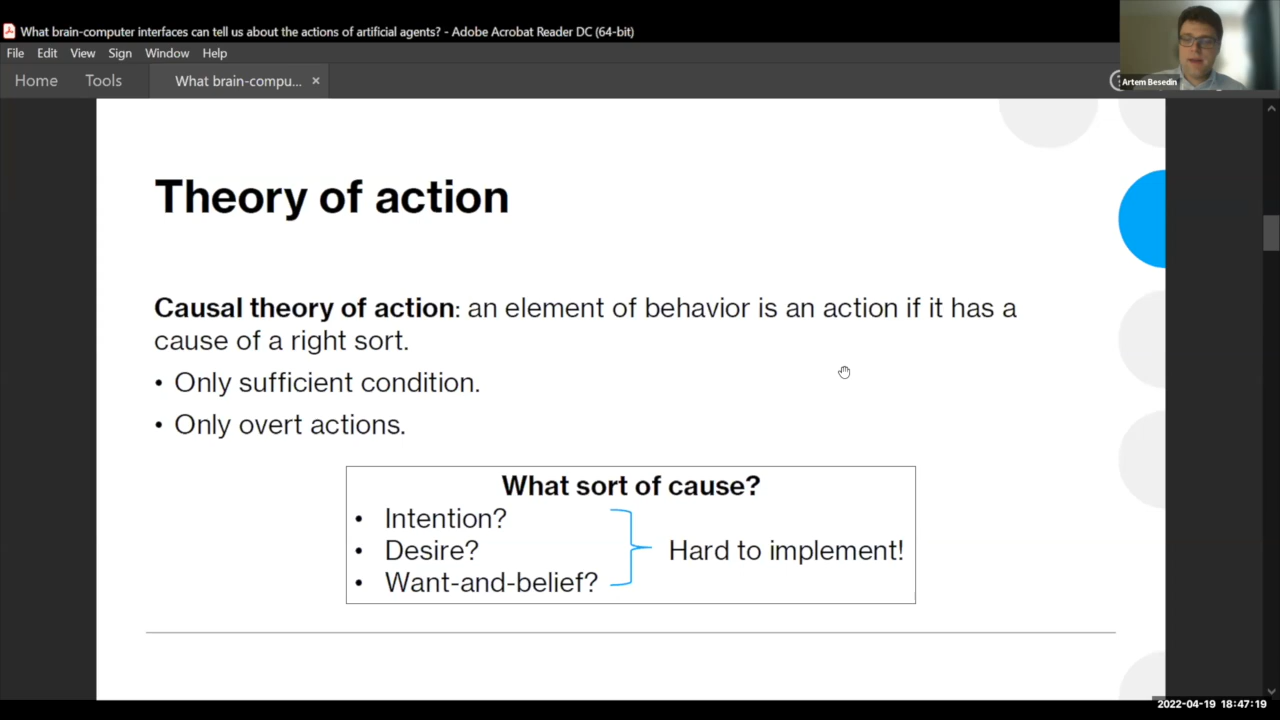 What brain-computer interfaces can tell us about the actions of artificial agents? - Adobe Acrobat Reader DC (64-bit)
File Edit View Sign Window Help
Home Tools What brain-compu... ×
Artem Besedin
Theory of action
Causal theory of action: an element of behavior is an action if it has a
cause of a right sort.
• Only sufficient condition.
• Only overt actions.
What sort of cause?
• Intention?
• Desire?
• Want-and-belief?
Hard to implement!
2022-04-19 18:47:19